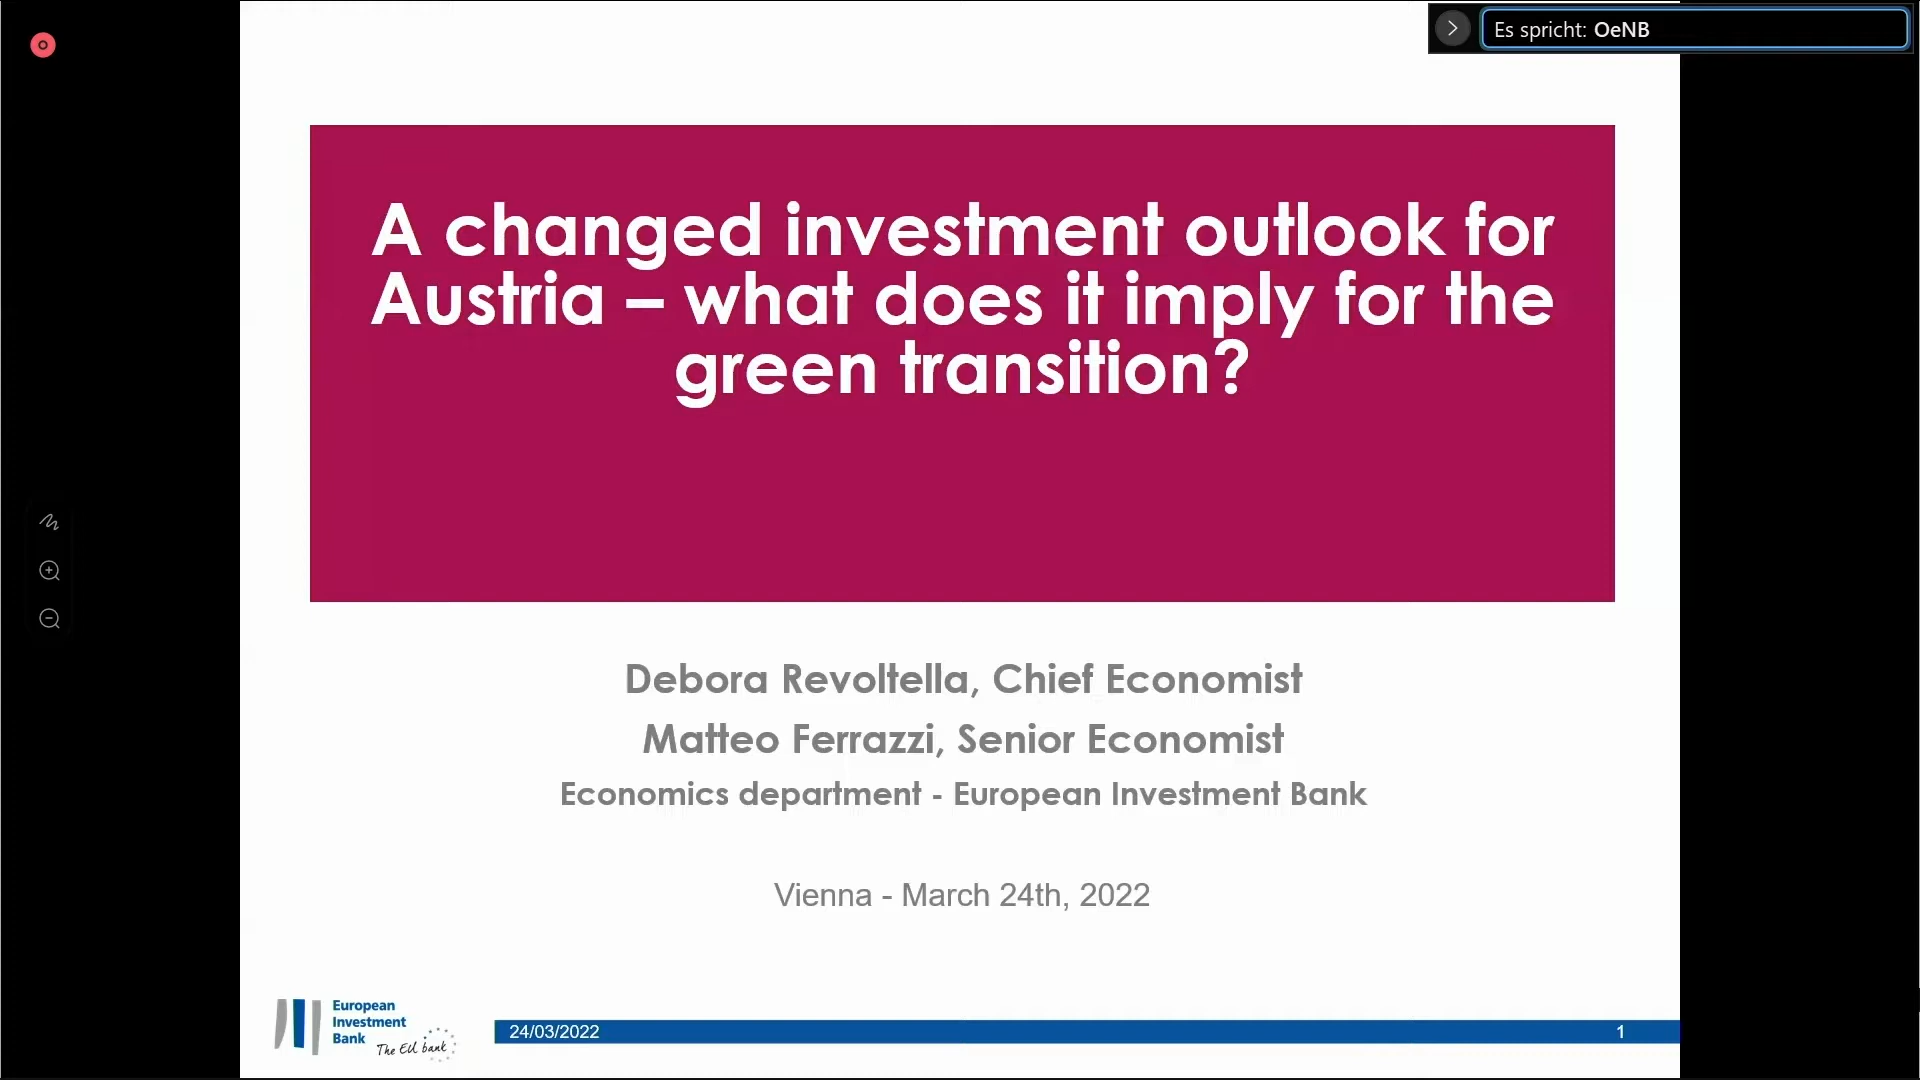 Es spricht: OeNB
A changed investment outlook for
Austria – what does it imply for the
green transition?
Debora Revoltella, Chief Economist
Matteo Ferrazzi, Senior Economist
Economics department - European Investment Bank
Vienna - March 24th, 2022
European
Investment
Bank
The EU bank
24/03/2022
1